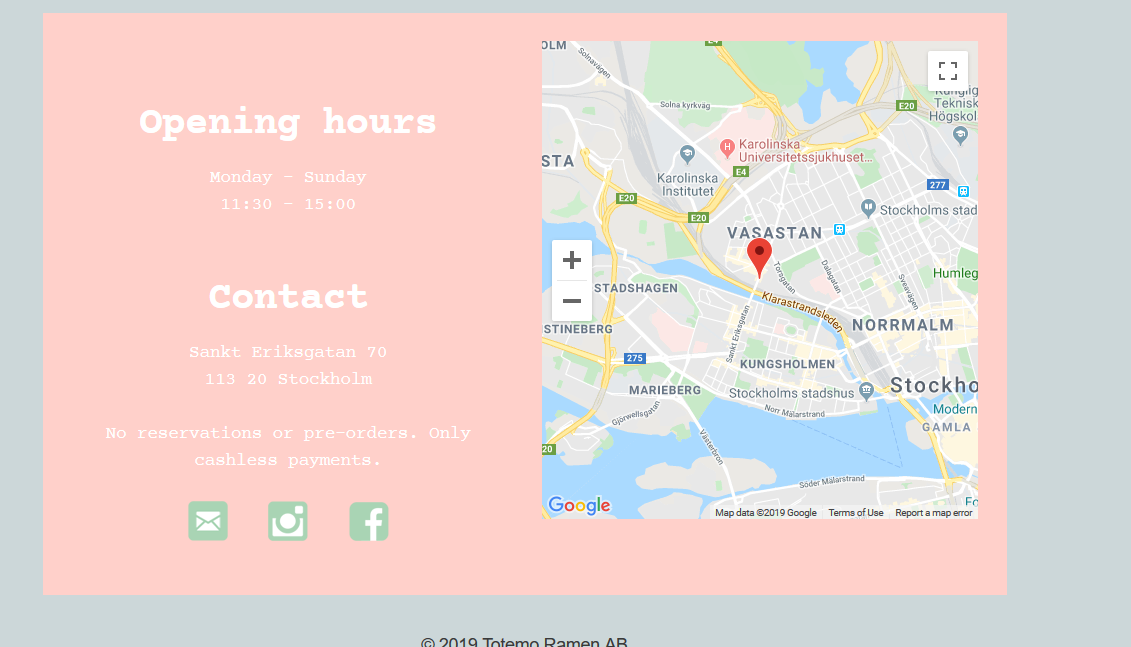 Opening hours
Monday - Sunday
11:30 - 15:00
Contact
Sankt Eriksgatan 70
113 20 Stockholm
No reservations or pre-orders. Only
cashless payments.
OLM
Solnavägen
E4
Solna kyrkväg
E20
Kunglig
Teknisk
Högskol
STA
Karolinska
Universitetssjukhuset...
E4
Karolinska
Institutet
277
E20
E20
Stockholms stad
VASASTAN
Torsgatan
Dalagatan
Sveavägen
Humleg
STADSHAGEN
Klarastrandsleden
STINEBERG
Sankt Eriksgatan
NORRMALM
275
KUNGSHOLMEN
Stockho
MARIEBERG
Stockholms stadshus
Gjörwellsgatan
Norr Mälarstrand
Modern
GAMLA
Västerbron
20
Söder Mälarstrand
Fo
Google
Map data ©2019 Google
Terms of Use
Report a map error
© 2019 Totemo Ramen AB